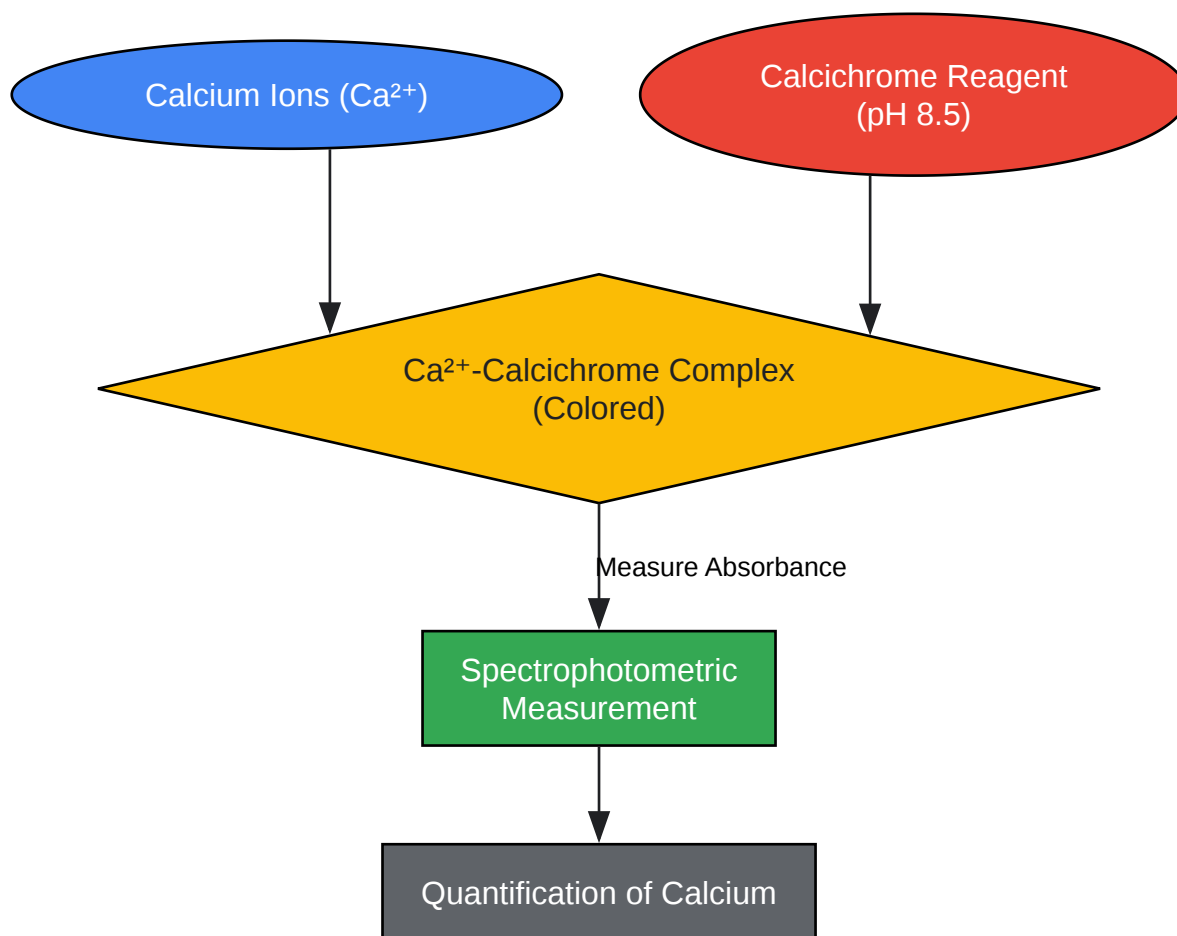 Calcium Ions (Ca²⁺)
Calcichrome Reagent
(pH 8.5)
Ca²⁺-Calcichrome Complex
(Colored)
Measure Absorbance
Spectrophotometric
Measurement
Quantification of Calcium